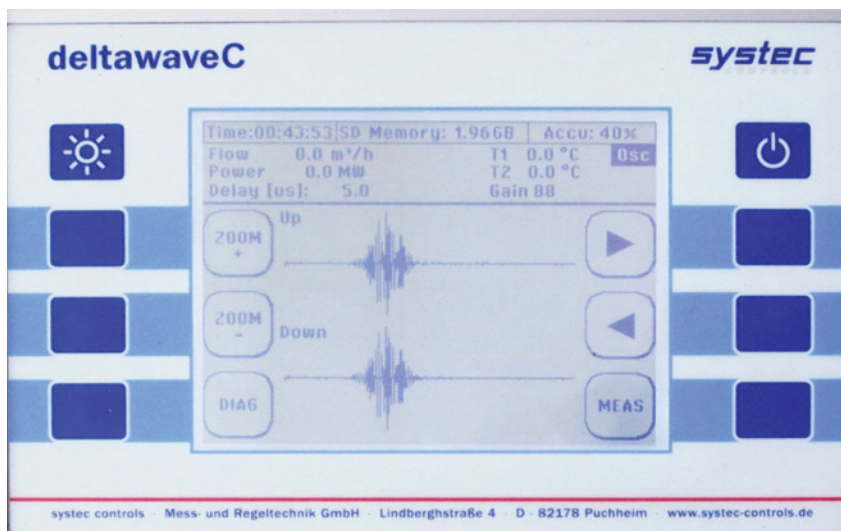 deltawaveC
systec
CONTROLS
Time:00:43:53 SD Memory: 1.96GB Accu: 40%
Flow 0.0 m³/h T1 0.0 °C Osc
Power 0.0 MW T2 0.0 °C
Delay [us]: 5.0 Gain 88
Up
ZOOM
+
ZOOM
-
Down
DIAG
MEAS
systec controls · Mess- und Regeltechnik GmbH · Lindberghstraße 4 · D - 82178 Puchheim · www.systec-controls.de